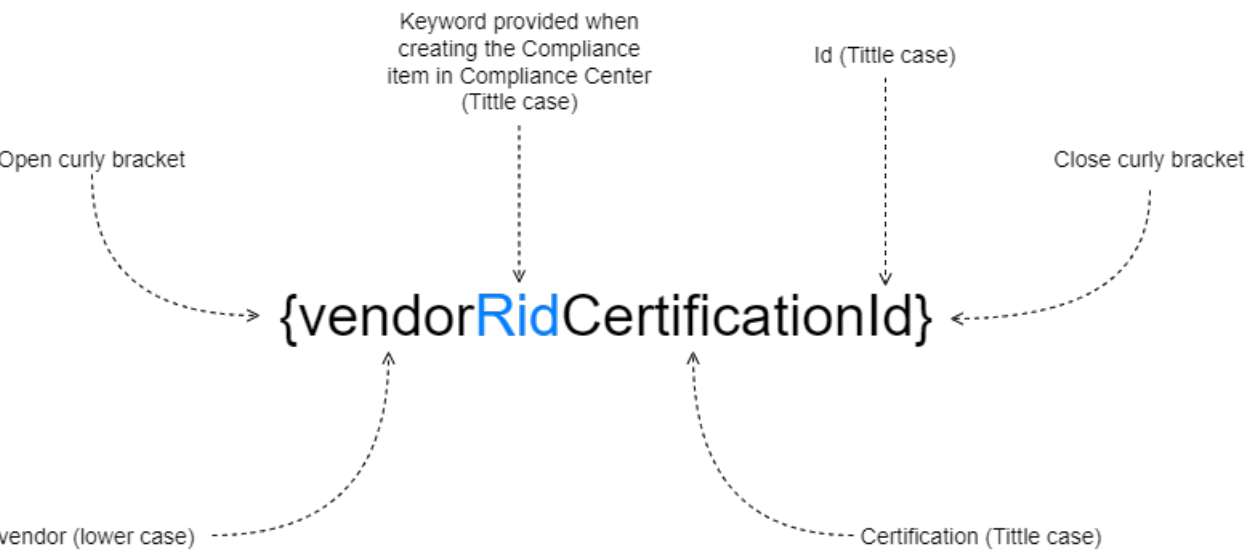 Keyword provided when
creating the Compliance
item in Compliance Center
(Tittle case)
Id (Tittle case)
Open curly bracket
Close curly bracket
{vendorRidCertificationId}
vendor (lower case)
Certification (Tittle case)